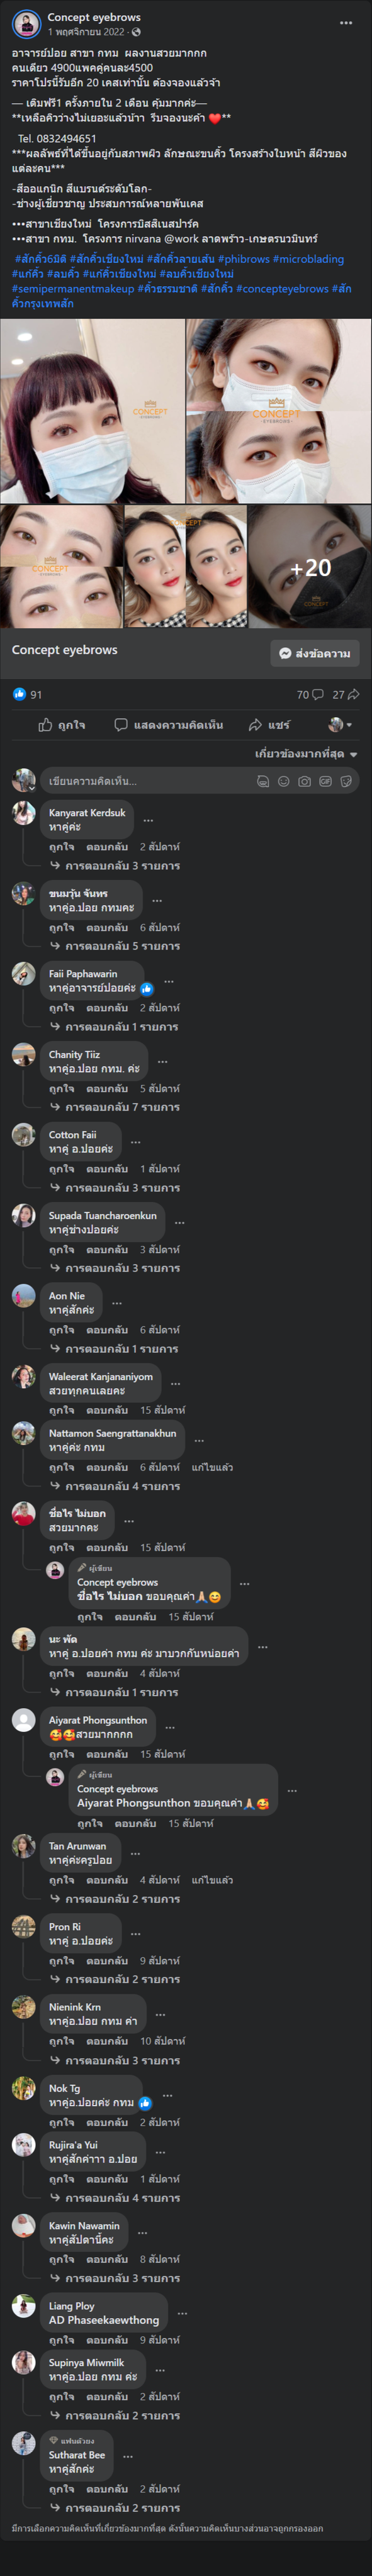 Concept eyebrows
1 พฤศจิกายน 2022 ·
อาจารย์ปอย สาขา กทม ผลงานสวยมากกก
คนเดียว 4900แพคคู่คนละ4500
ราคาโปรนี้รับอีก 20 เคสเท่านั้น ต้องจองแล้วจ้า
— เติมฟรี1 ครั้งภายใน 2 เดือน คุ้มมากค่ะ—
**เหลือคิวว่างไม่เยอะแล้วน้าา รีบจองนะค้า ❤️**
Tel. 0832494651
***ผลลัพธ์ที่ได้ขึ้นอยู่กับสภาพผิว ลักษณะขนคิ้ว โครงสร้างใบหน้า สีผิวของแต่ละคน***
-สีออแกนิก สีแบรนด์ระดับโลก-
-ช่างผู้เชี่ยวชาญ ประสบการณ์หลายพันเคส
•••สาขาเชียงใหม่ โครงการบิสสิเนสปาร์ค
•••สาขา กทม. โครงการ nirvana @work ลาดพร้าว-เกษตรนวมินทร์
#สักคิ้ว6มิติ #สักคิ้วเชียงใหม่ #สักคิ้วลายเส้น #phibrows #microblading
#แก้คิ้ว #ลบคิ้ว #แก้คิ้วเชียงใหม่ #ลบคิ้วเชียงใหม่
#semipermanentmakeup #คิ้วธรรมชาติ #สักคิ้ว #concepteyebrows #สักคิ้วกรุงเทพสัก
CONCEPT
CONCEPT
EYEBROWS
CONCEPT
EYEBROWS
CONCEPT
+20
CONCEPT
Concept eyebrows
ส่งข้อความ
91
70
27
ถูกใจ
แสดงความคิดเห็น
แชร์
เกี่ยวข้องมากที่สุด
เขียนความคิดเห็น...
GIF
Kanyarat Kerdsuk
หาคู่ค่ะ
ถูกใจ ตอบกลับ 2 สัปดาห์
การตอบกลับ 3 รายการ
ขนมวุ้น จันทร
หาคู่อ.ปอย กทมคะ
ถูกใจ ตอบกลับ 6 สัปดาห์
การตอบกลับ 5 รายการ
Faii Paphawarin
หาคู่อาจารย์ปอยค่ะ
ถูกใจ ตอบกลับ 2 สัปดาห์
การตอบกลับ 1 รายการ
Chanity Tiiz
หาคู่อ.ปอย กทม. ค่ะ
ถูกใจ ตอบกลับ 5 สัปดาห์
การตอบกลับ 7 รายการ
Cotton Faii
หาคู่ อ.ปอยค่ะ
ถูกใจ ตอบกลับ 1 สัปดาห์
การตอบกลับ 3 รายการ
Supada Tuancharoenkun
หาคู่ช่างปอยค่ะ
ถูกใจ ตอบกลับ 3 สัปดาห์
การตอบกลับ 3 รายการ
Aon Nie
หาคู่สักค่ะ
ถูกใจ ตอบกลับ 6 สัปดาห์
การตอบกลับ 1 รายการ
Waleerat Kanjananiyom
สวยทุกคนเลยคะ
ถูกใจ ตอบกลับ 15 สัปดาห์
Nattamon Saengrattanakhun
หาคู่ค่ะ กทม
ถูกใจ ตอบกลับ 6 สัปดาห์ แก้ไขแล้ว
การตอบกลับ 4 รายการ
ชื่อไร ไม่บอก
สวยมากคะ
ถูกใจ ตอบกลับ 15 สัปดาห์
ผู้เขียน
Concept eyebrows
ชื่อไร ไม่บอก ขอบคุณค่า🙏🏻😊
ถูกใจ ตอบกลับ 15 สัปดาห์
นะ พัด
หาคู่ อ.ปอยค่า กทม ค่ะ มาบวกกันหน่อยค่า
ถูกใจ ตอบกลับ 4 สัปดาห์
การตอบกลับ 1 รายการ
Aiyarat Phongsunthon
🥰🥰สวยมากกกก
ถูกใจ ตอบกลับ 15 สัปดาห์
ผู้เขียน
Concept eyebrows
Aiyarat Phongsunthon ขอบคุณค่า🙏🏻🥰
ถูกใจ ตอบกลับ 15 สัปดาห์
Tan Arunwan
หาคู่ค่ะครูปอย
ถูกใจ ตอบกลับ 4 สัปดาห์ แก้ไขแล้ว
การตอบกลับ 2 รายการ
Pron Ri
หาคู่ อ.ปอยค่ะ
ถูกใจ ตอบกลับ 9 สัปดาห์
การตอบกลับ 2 รายการ
Nienink Krn
หาคู่อ.ปอย กทม ค่า
ถูกใจ ตอบกลับ 10 สัปดาห์
การตอบกลับ 3 รายการ
Nok Tg
หาคู่อ.ปอยค่ะ กทม
ถูกใจ ตอบกลับ 2 สัปดาห์
Rujira'a Yui
หาคู่สักค่าาา อ.ปอย
ถูกใจ ตอบกลับ 1 สัปดาห์
การตอบกลับ 4 รายการ
Kawin Nawamin
หาคู่สัปดานี้คะ
ถูกใจ ตอบกลับ 8 สัปดาห์
การตอบกลับ 3 รายการ
Liang Ploy
AD Phaseekaewthong
ถูกใจ ตอบกลับ 9 สัปดาห์
Supinya Miwmilk
หาคู่อ.ปอย กทม ค่ะ
ถูกใจ ตอบกลับ 2 สัปดาห์
การตอบกลับ 2 รายการ
แฟนตัวยง
Sutharat Bee
หาคู่สักค่ะ
ถูกใจ ตอบกลับ 2 สัปดาห์
การตอบกลับ 2 รายการ
มีการเลือกความคิดเห็นที่เกี่ยวข้องมากที่สุด ดังนั้นความคิดเห็นบางส่วนอาจถูกกรองออก